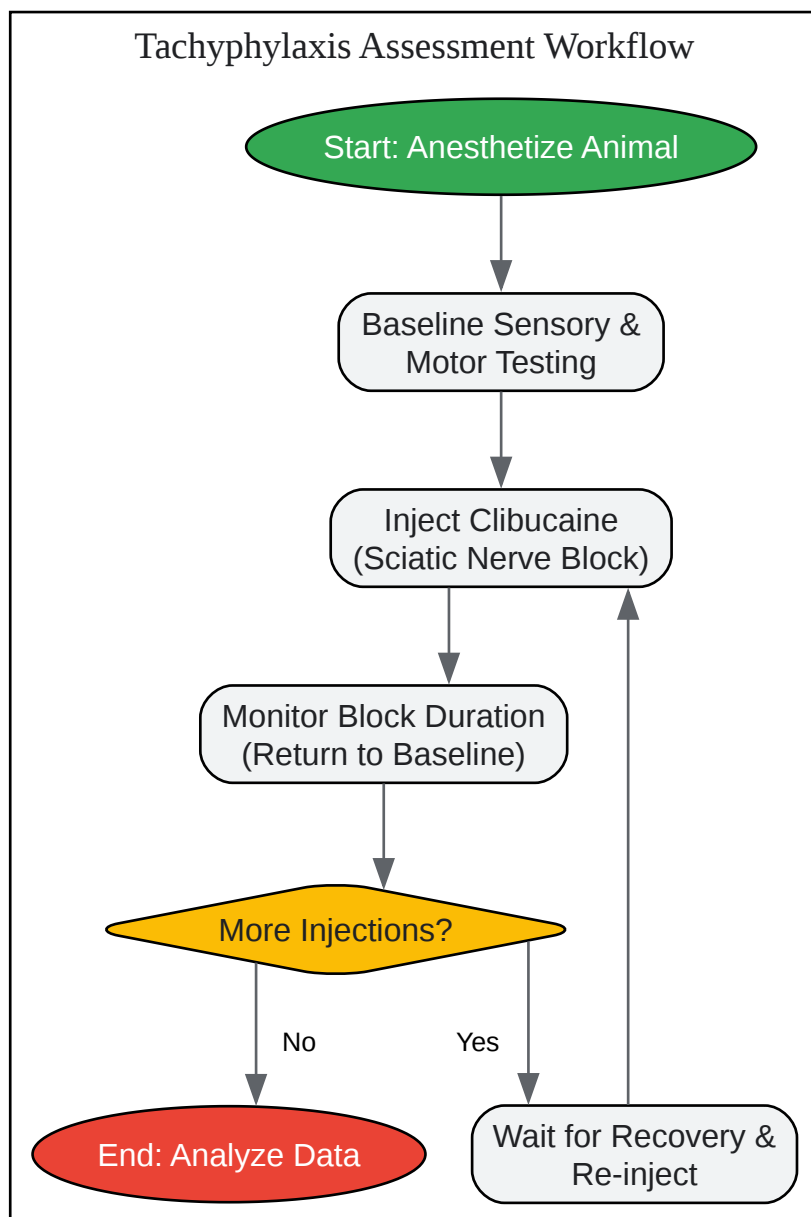 Tachyphylaxis Assessment Workflow
Start: Anesthetize Animal
Baseline Sensory &
Motor Testing
Inject Clibucaine
(Sciatic Nerve Block)
Monitor Block Duration
(Return to Baseline)
More Injections?
No
Yes
End: Analyze Data
Wait for Recovery &
Re-inject